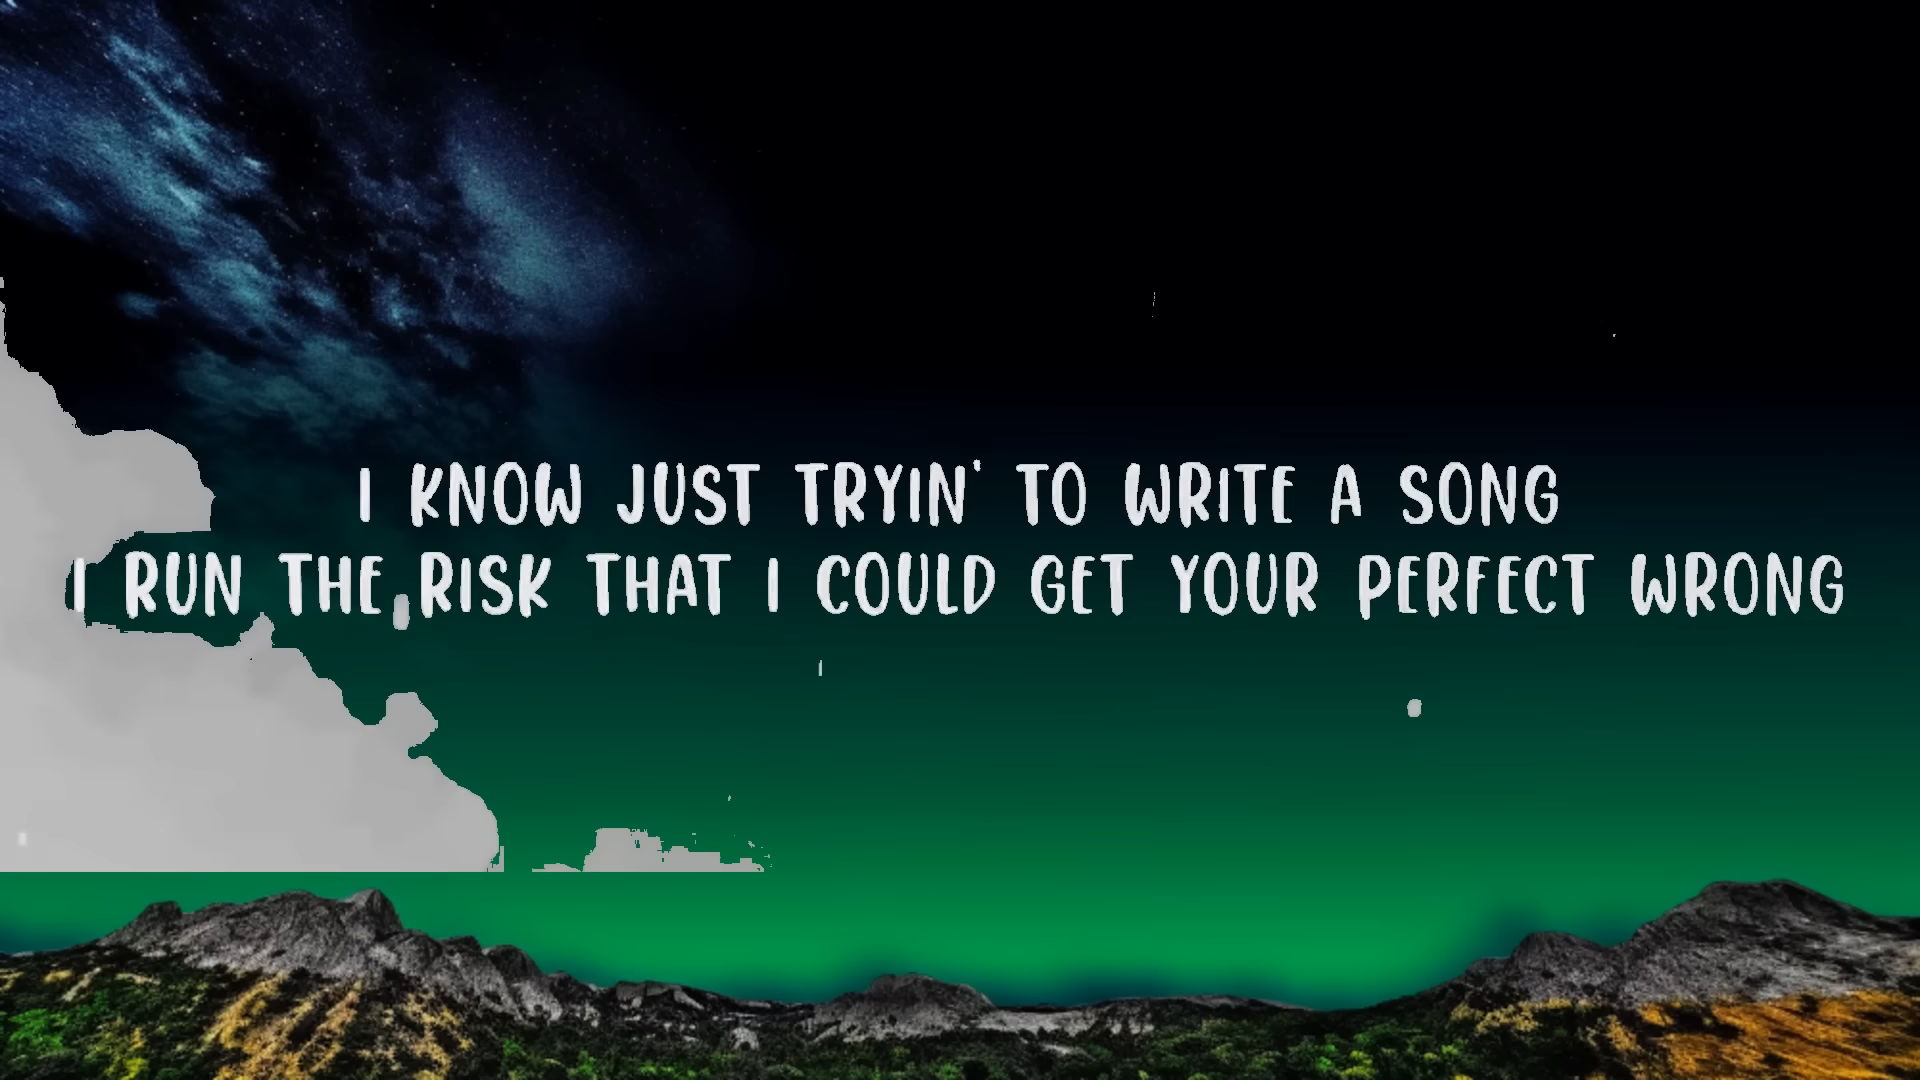 I KNOW JUST TRYIN' TO WRITE A SONG
I RUN THE RISK THAT I COULD GET YOUR PERFECT WRONG